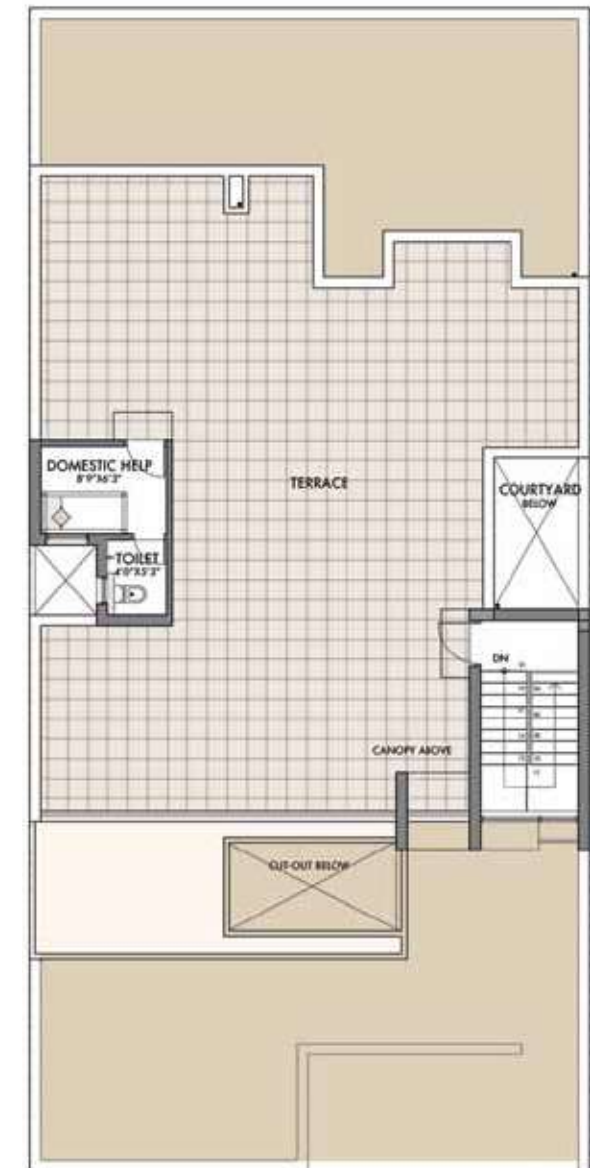 DOMESTIC HELP
8'9"X6'3"
TERRACE
COURTYARD
BELOW
TOILET
4'0"X5'3"
DN
CANOPY ABOVE
CUT-OUT BELOW